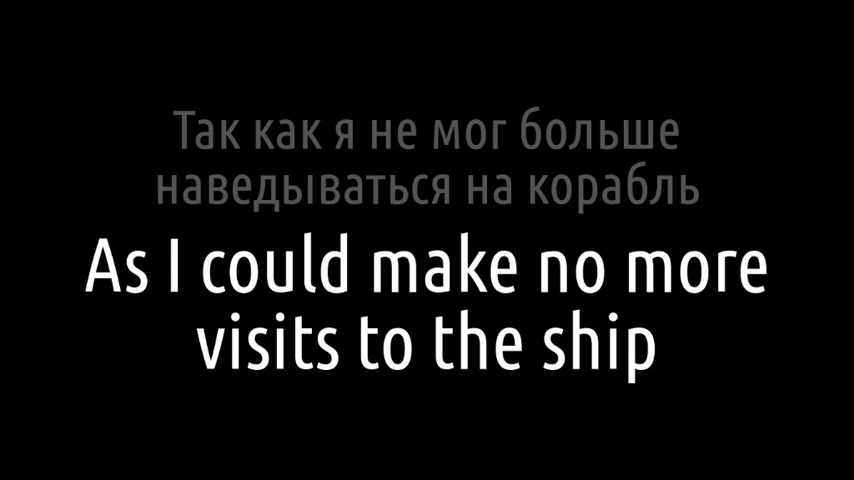 Так как я не мог больше
наведываться на корабль
As I could make no more
visits to the ship